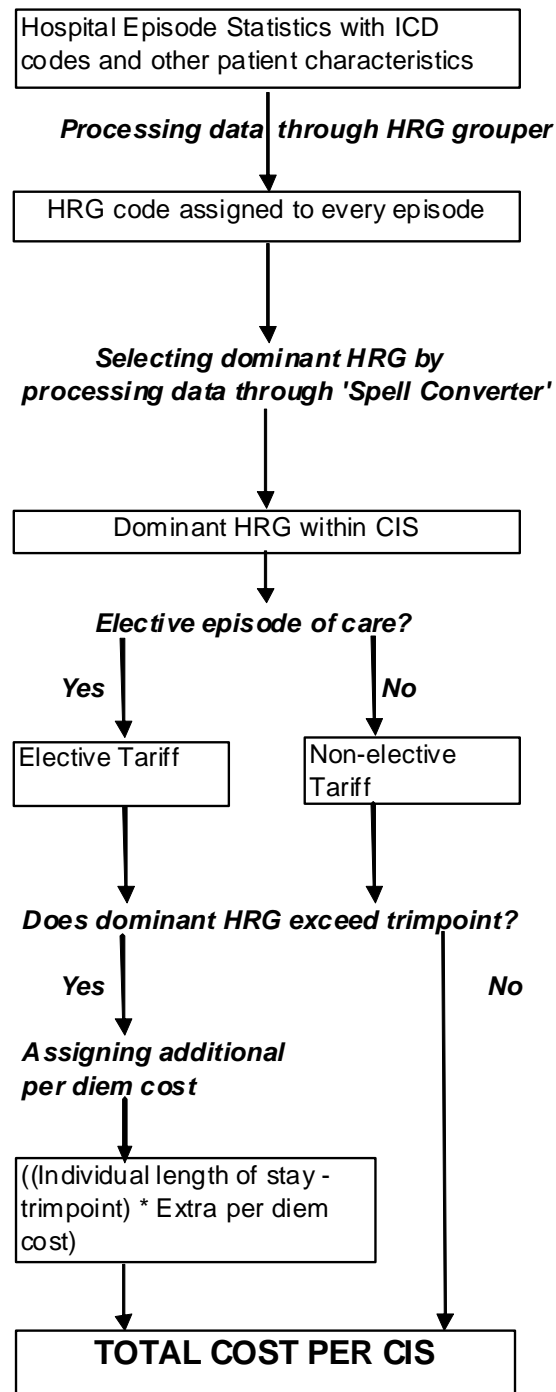 Hospital Episode Statistics with ICD
codes and other patient characteristics
Processing data through HRG grouper
HRG code assigned to every episode
Selecting dominant HRG by
processing data through 'Spell Converter'
Dominant HRG within CIS
Elective episode of care?
Yes
No
Elective Tariff
Non-elective
Tariff
Does dominant HRG exceed trimpoint?
Yes
No
Assigning additional
per diem cost
((Individual length of stay -
trimpoint) * Extra per diem
cost)
TOTAL COST PER CIS